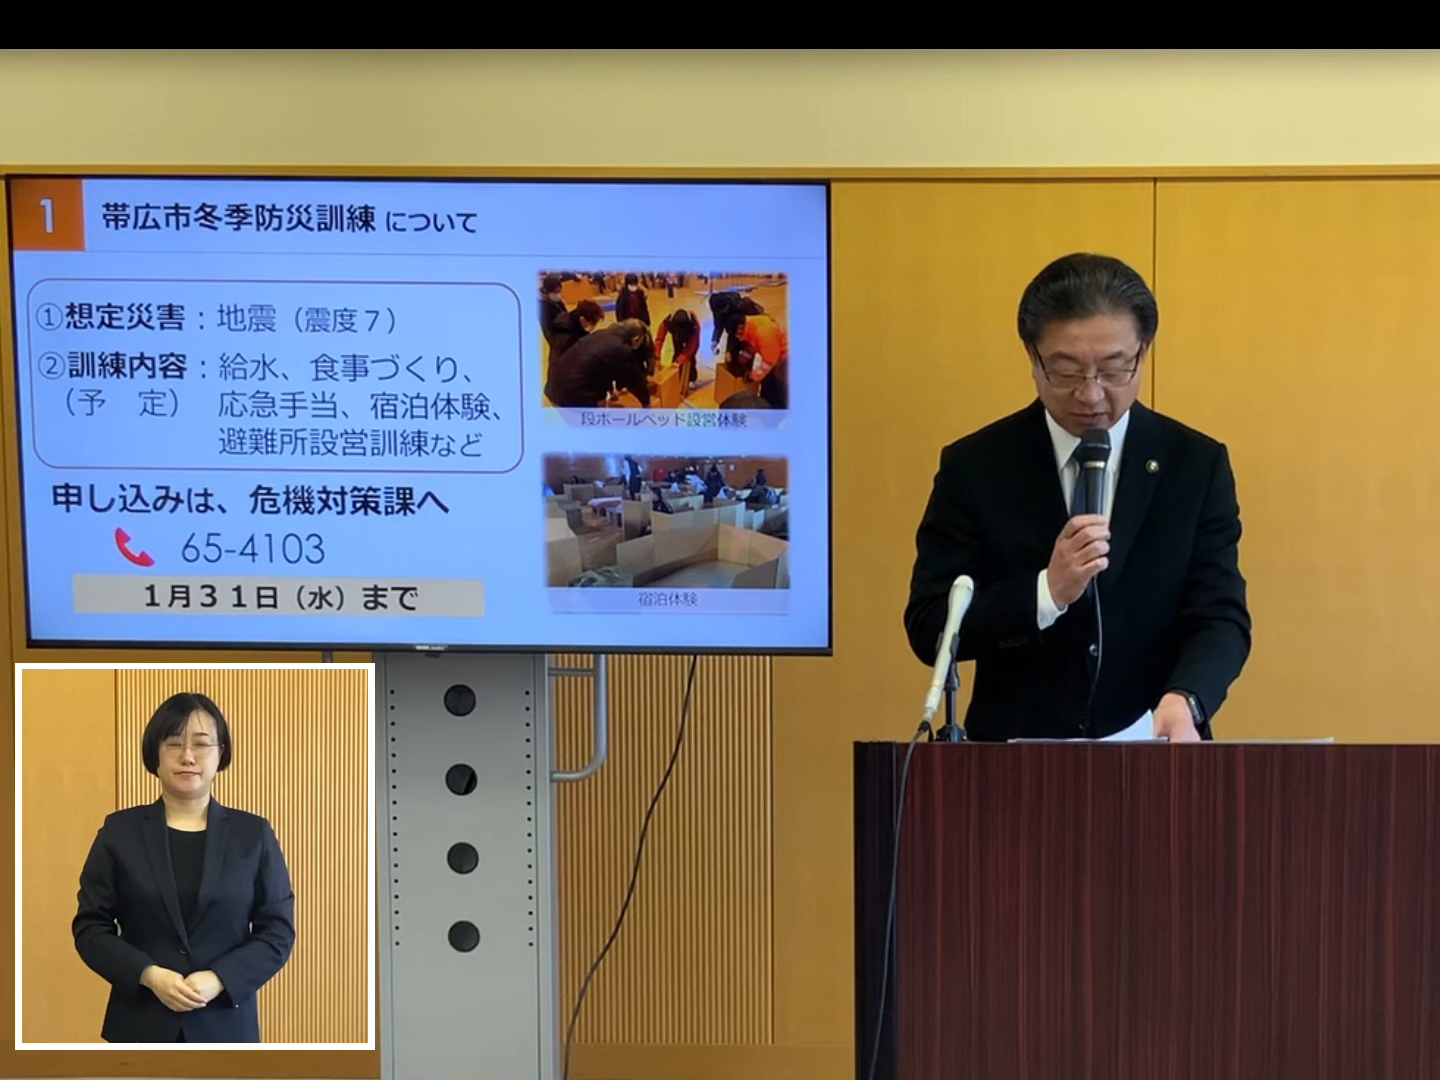 1 帯広市冬季防災訓練 について
①想定災害：地震（震度７）
②訓練内容：給水、食事づくり、
（予　定）　応急手当、宿泊体験、
避難所設営訓練など
段ボールベッド設営体験
申し込みは、危機対策課へ
65-4103
１月３１日（水）まで
宿泊体験